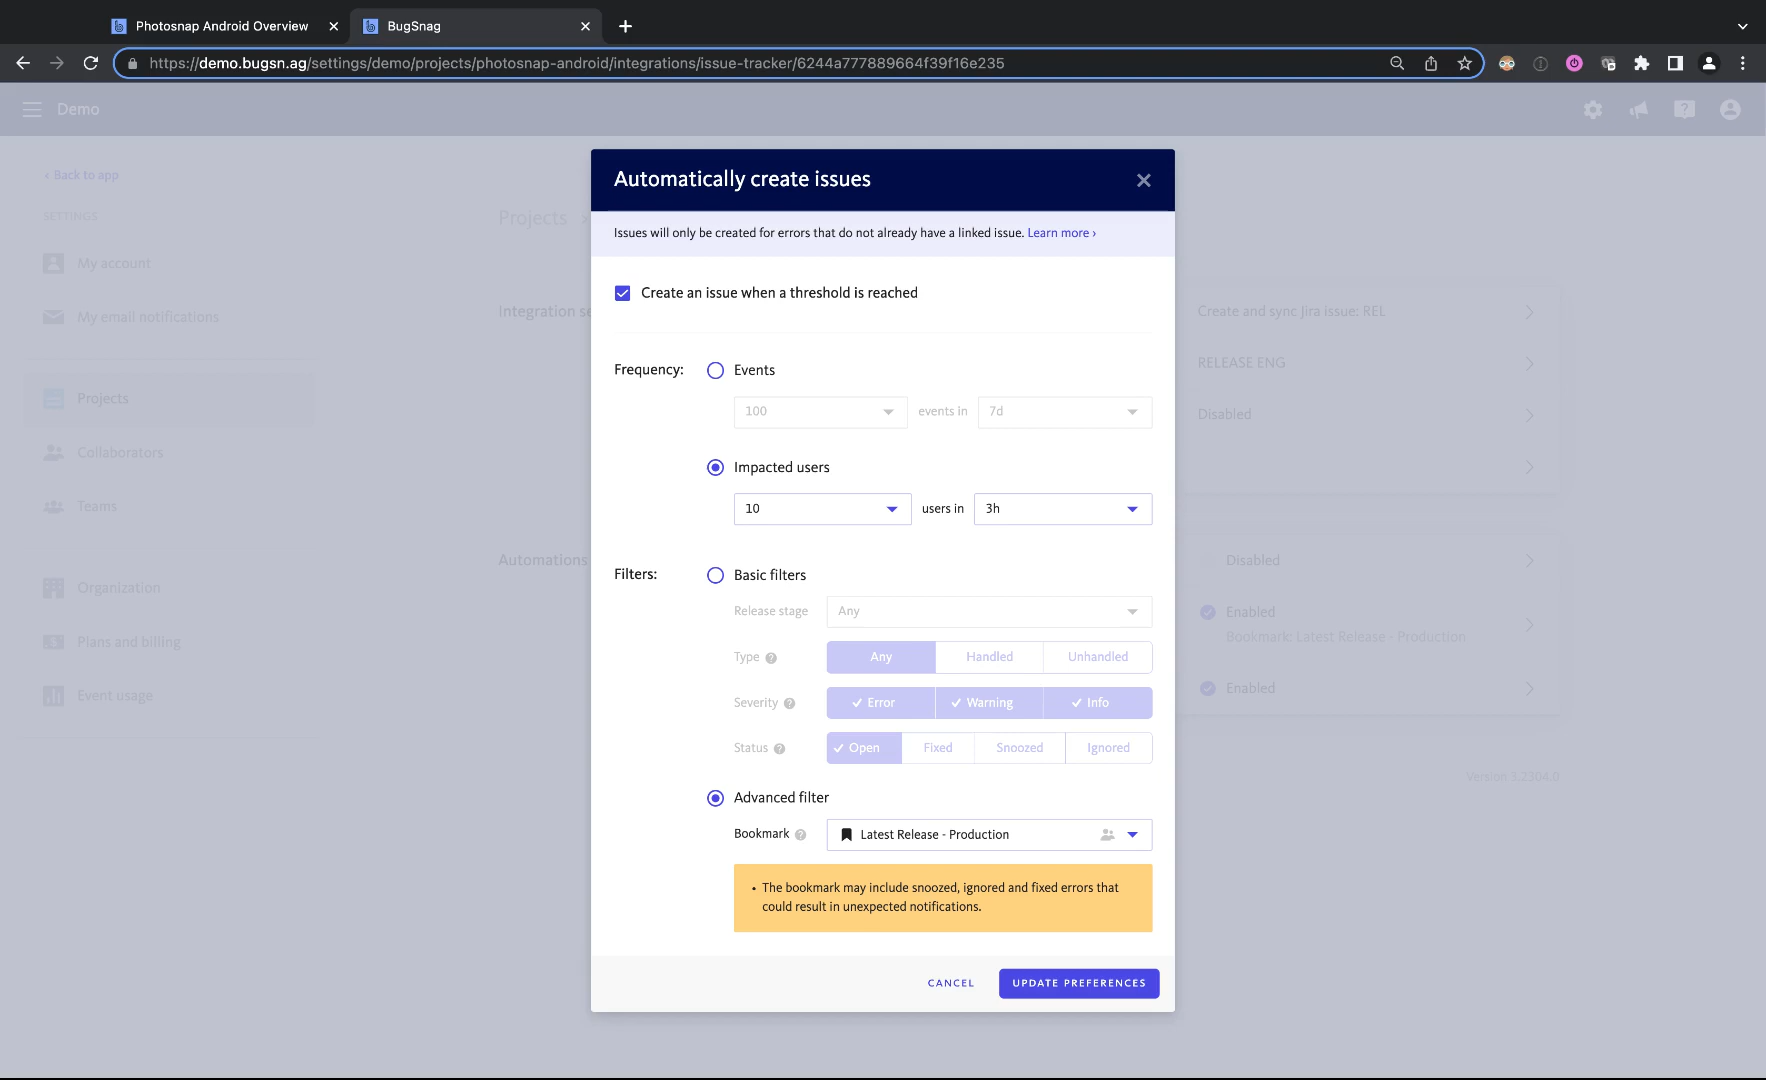 Photosnap Android Overview
BugSnag
https://demo.bugsn.ag/settings/demo/projects/photosnap-android/integrations/issue-tracker/6244a777889664f39f16e235
Demo
‹ Back to app
SETTINGS
My account
My email notifications
Projects
Collaborators
Teams
Organization
Plans and billing
Event usage
Projects ›
Integration se
Automations
Automatically create issues
Issues will only be created for errors that do not already have a linked issue. Learn more ›
Create an issue when a threshold is reached
Frequency:
Events
100 events in 7d
Impacted users
10 users in 3h
Filters:
Basic filters
Release stage Any
Type Any Handled Unhandled
Severity Error Warning Info
Status Open Fixed Snoozed Ignored
Advanced filter
Bookmark Latest Release - Production
• The bookmark may include snoozed, ignored and fixed errors that
could result in unexpected notifications.
CANCEL
UPDATE PREFERENCES
Create and sync Jira issue: REL
RELEASE ENG
Disabled
Disabled
Enabled
Bookmark: Latest Release - Production
Enabled
Version 3.2304.0